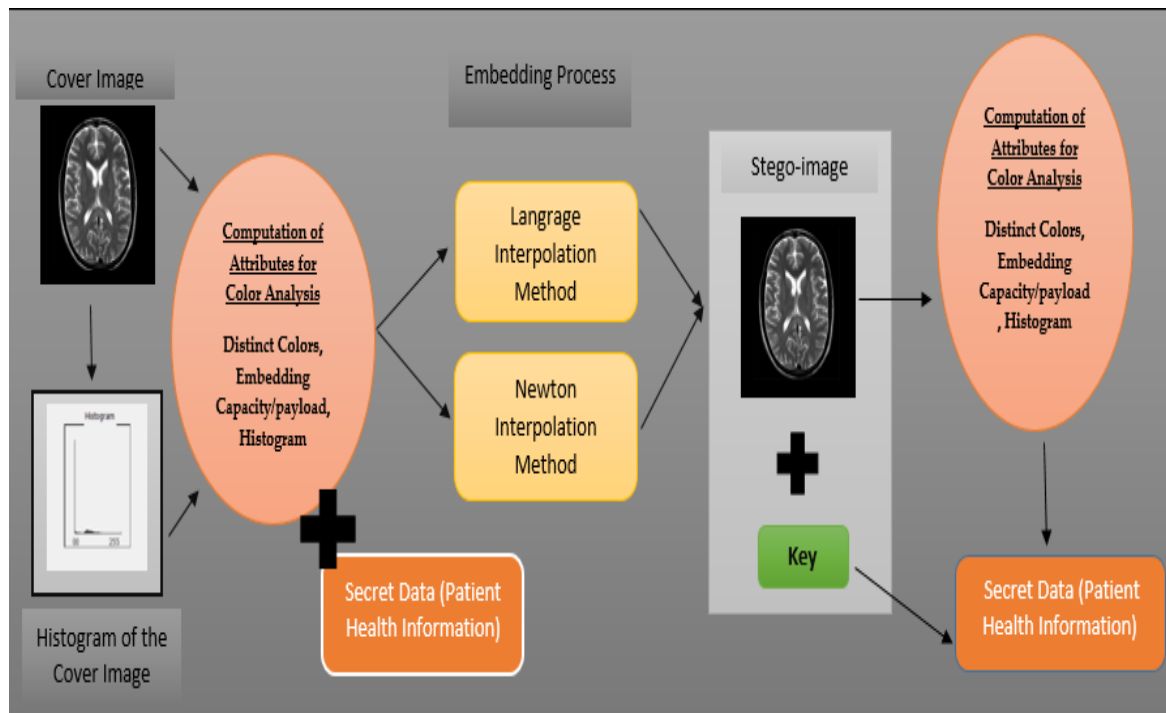 Cover Image
Histogram
00 255
Histogram of the
Cover Image
Computation of
Attributes for
Color Analysis
Distinct Colors,
Embedding
Capacity/payload,
Histogram
Secret Data (Patient
Health Information)
Embedding Process
Langrage
Interpolation
Method
Newton
Interpolation
Method
Stego-image
Key
Computation of
Attributes for
Color Analysis
Distinct Colors,
Embedding
Capacity/payload
, Histogram
Secret Data (Patient
Health Information)